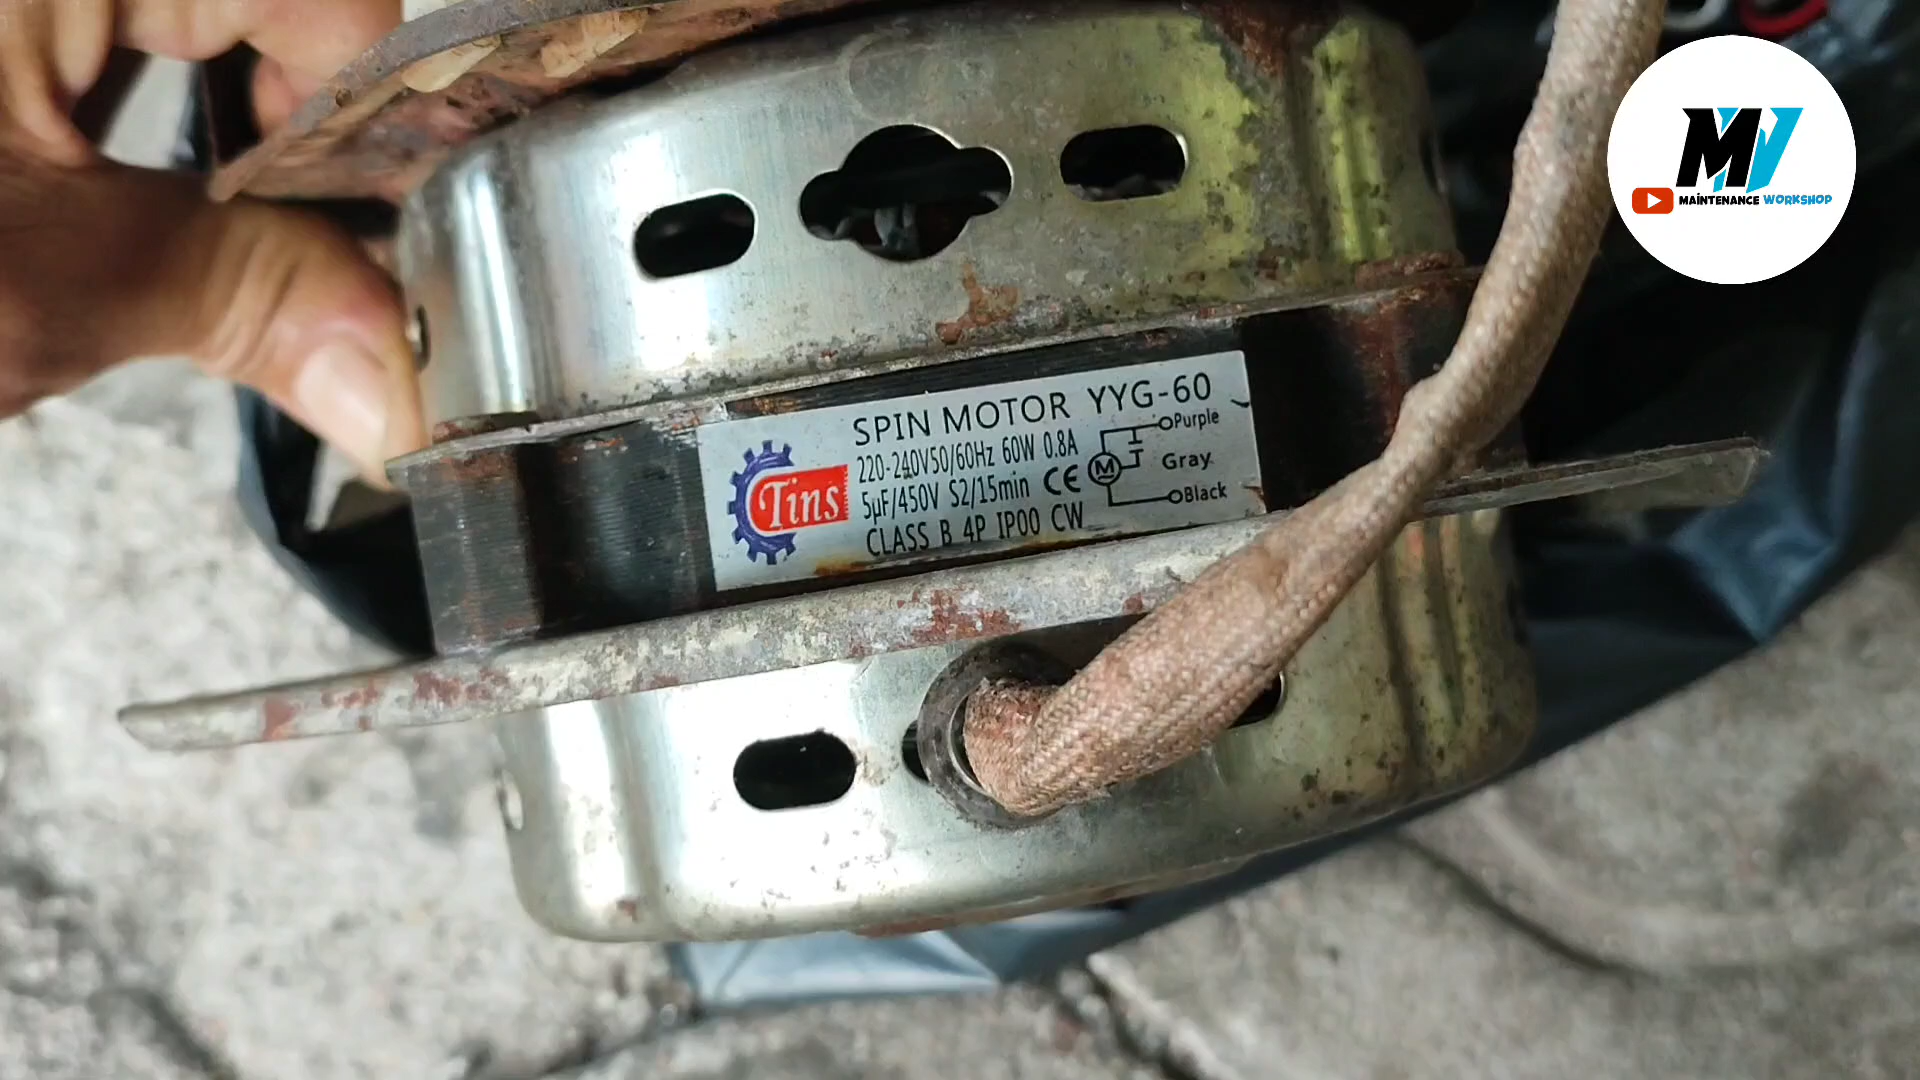 SPIN MOTOR YYG-60
220-240V50/60Hz 60W 0.8A
5μF/450V S2/15min CE
CLASS B 4P IP00 CW
Tins
M
Purple
Gray
Black
MW
MAINTENANCE WORKSHOP